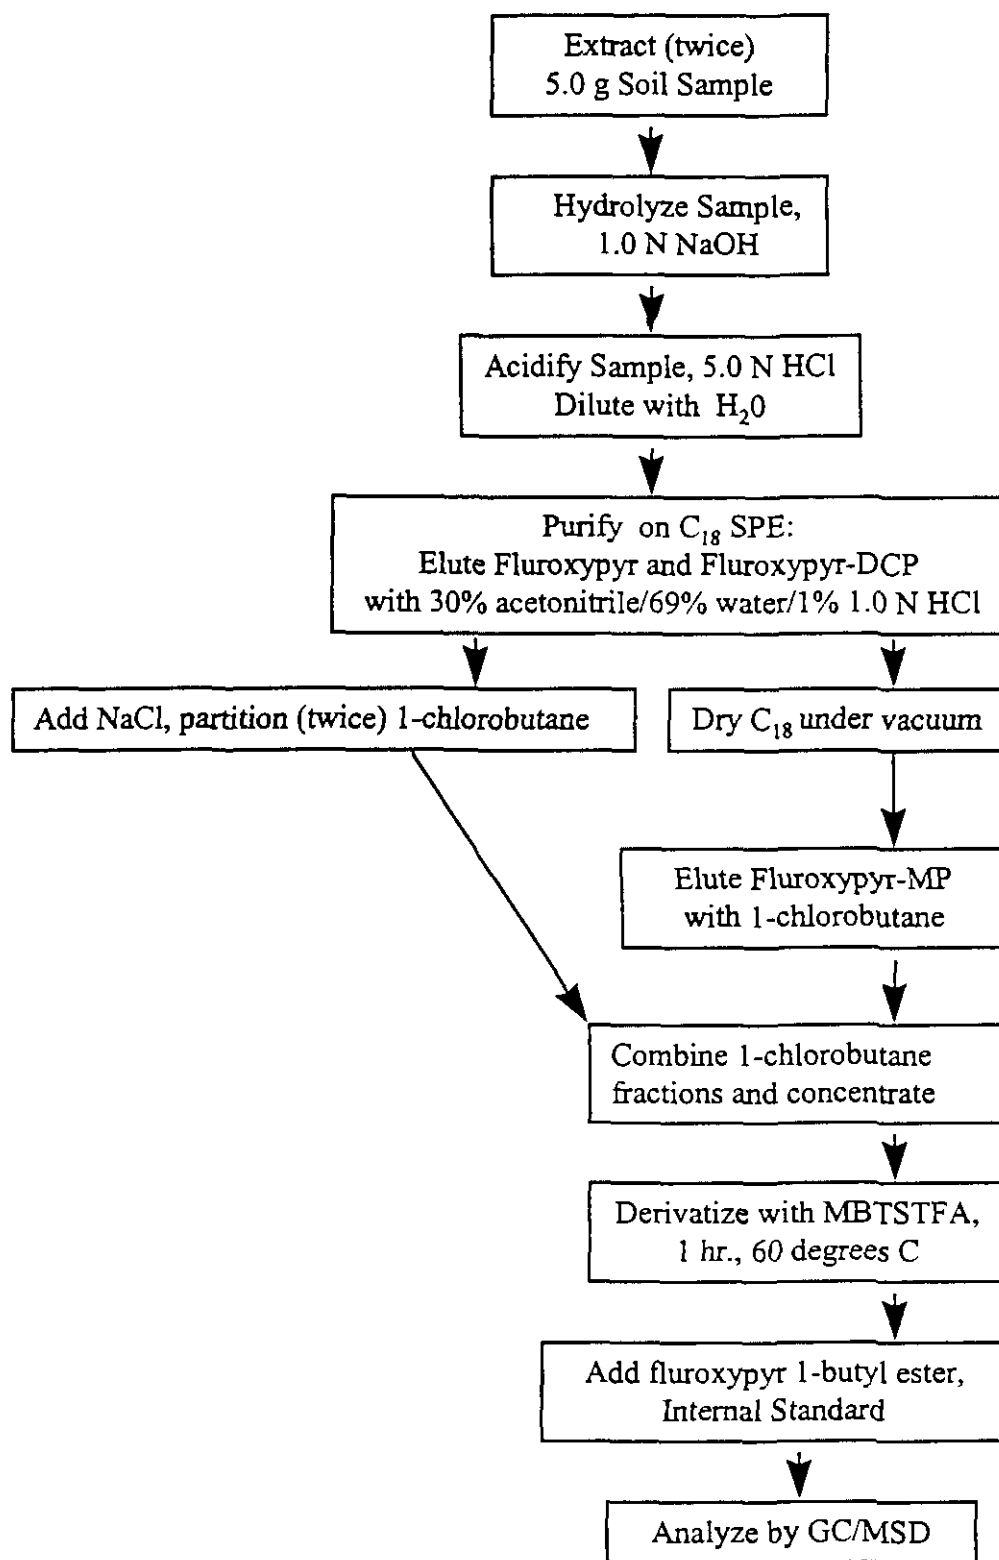 Extract (twice)
5.0 g Soil Sample
Hydrolyze Sample,
1.0 N NaOH
Acidify Sample, 5.0 N HCl
Dilute with H₂0
Purify on C₁₈ SPE:
Elute Fluroxypyr and Fluroxypyr-DCP
with 30% acetonitrile/69% water/1% 1.0 N HCl
Add NaCl, partition (twice) 1-chlorobutane
Dry C₁₈ under vacuum
Elute Fluroxypyr-MP
with 1-chlorobutane
Combine 1-chlorobutane
fractions and concentrate
Derivatize with MBTSTFA,
1 hr., 60 degrees C
Add fluroxypyr 1-butyl ester,
Internal Standard
Analyze by GC/MSD